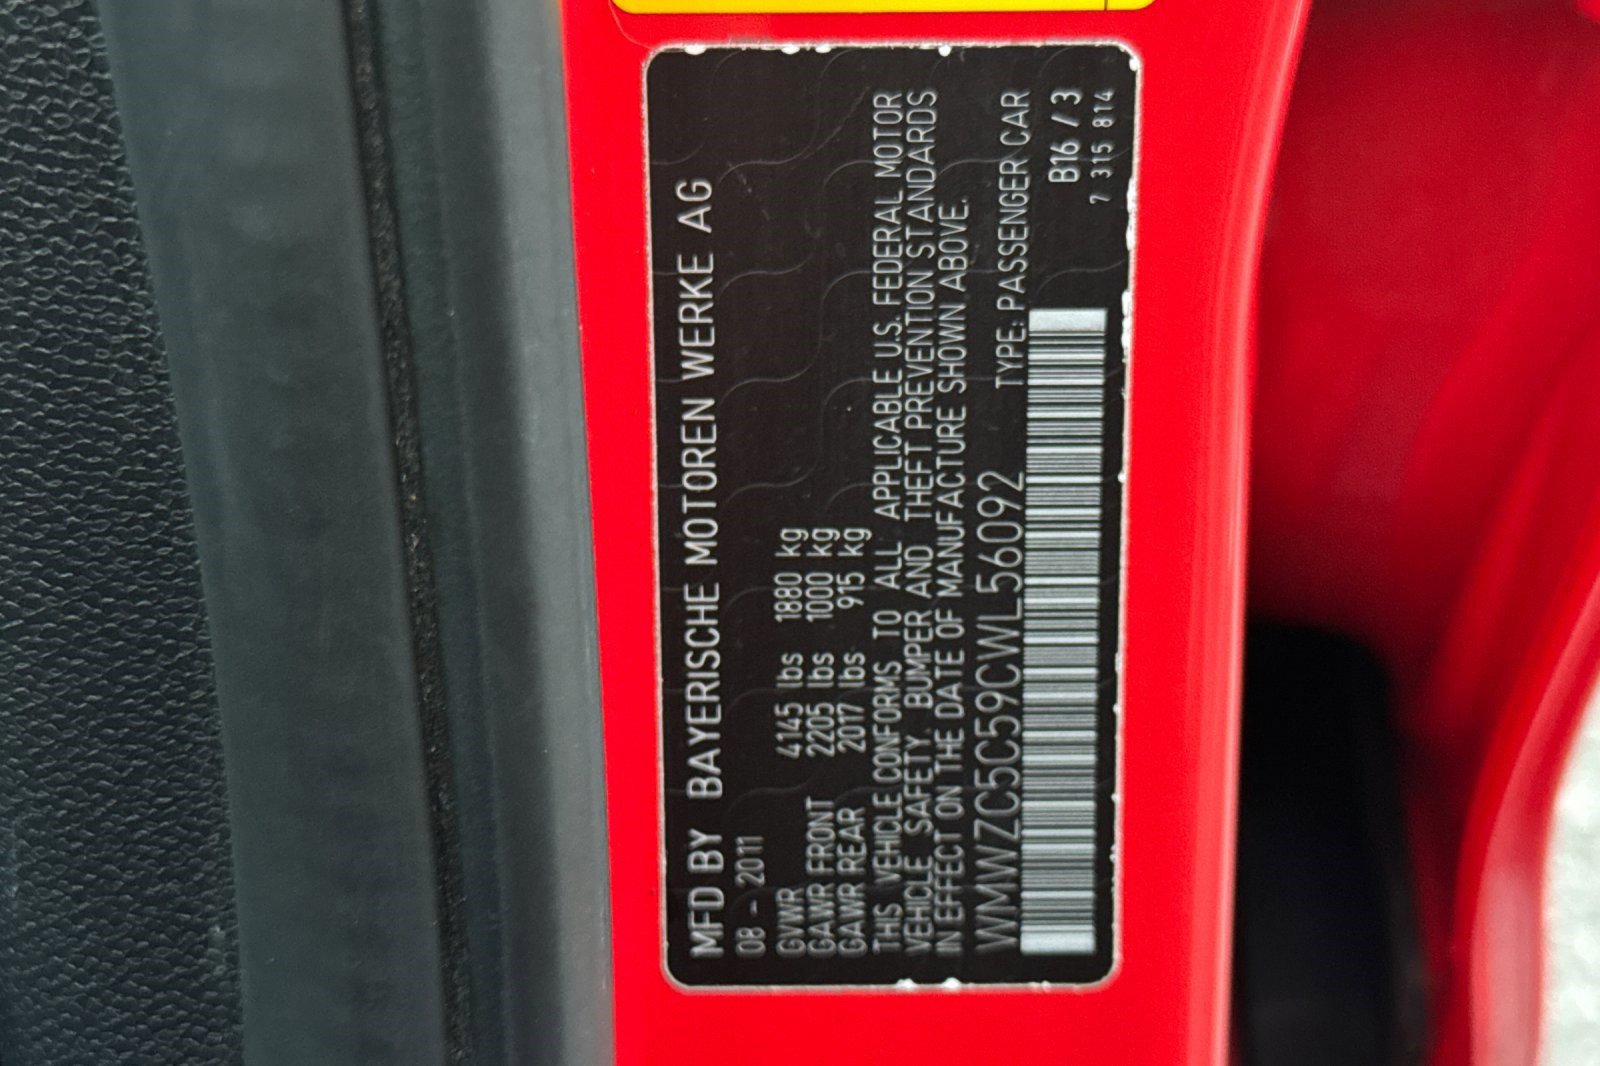 MFD BY BAYERISCHE MOTOREN WERKE AG
08 - 2011
GVWR 4145 lbs 1880 kg
GAWR FRONT 2205 lbs 1000 kg
GAWR REAR 2017 lbs 915 kg
THIS VEHICLE CONFORMS TO ALL APPLICABLE U.S. FEDERAL MOTOR
VEHICLE SAFETY, BUMPER AND THEFT PREVENTION STANDARDS
IN EFFECT ON THE DATE OF MANUFACTURE SHOWN ABOVE.
WMWZC5C59CWL56092 TYPE: PASSENGER CAR
B16 / 3
7 315 814